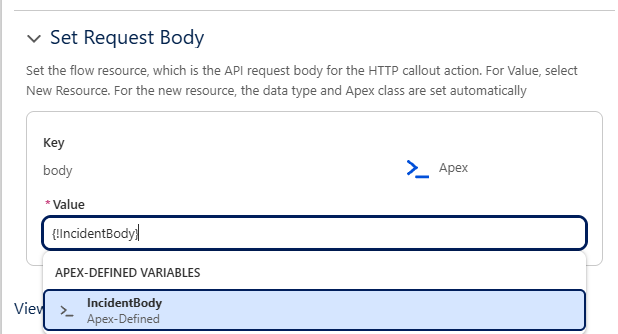 Set Request Body
Set the flow resource, which is the API request body for the HTTP callout action. For Value, select
New Resource. For the new resource, the data type and Apex class are set automatically
Key
body
Apex
* Value
{!IncidentBody}
APEX-DEFINED VARIABLES
View
IncidentBody
Apex-Defined